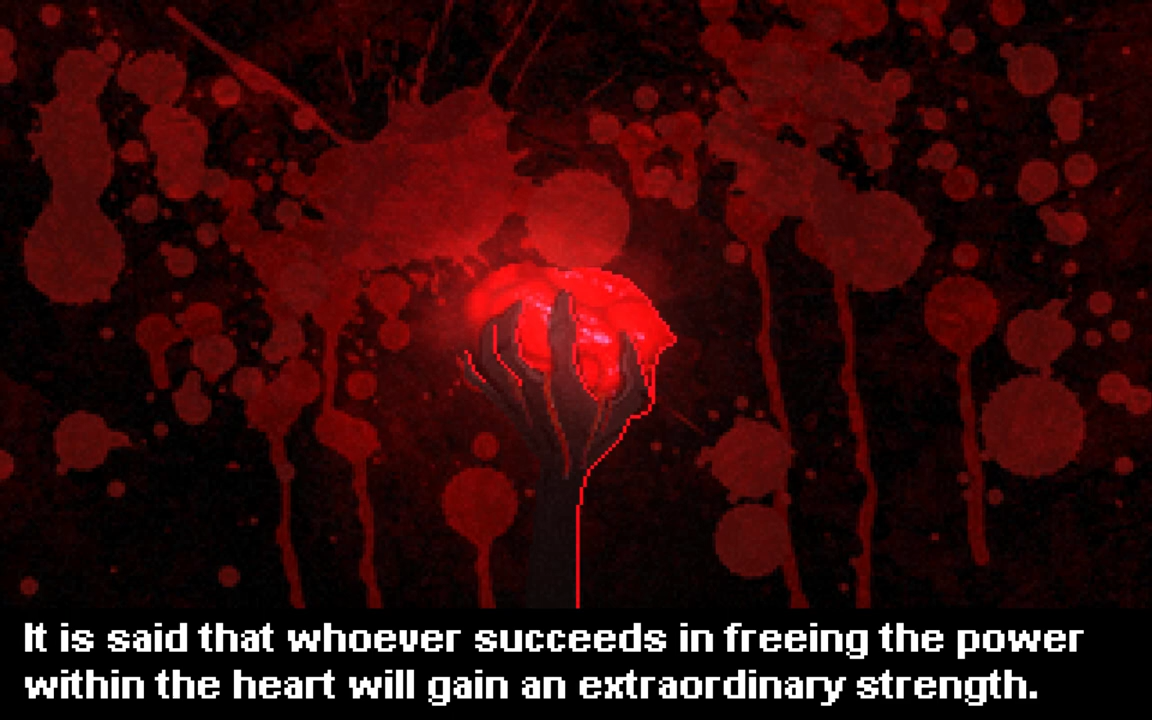 It is said that whoever succeeds in freeing the power
within the heart will gain an extraordinary strength.